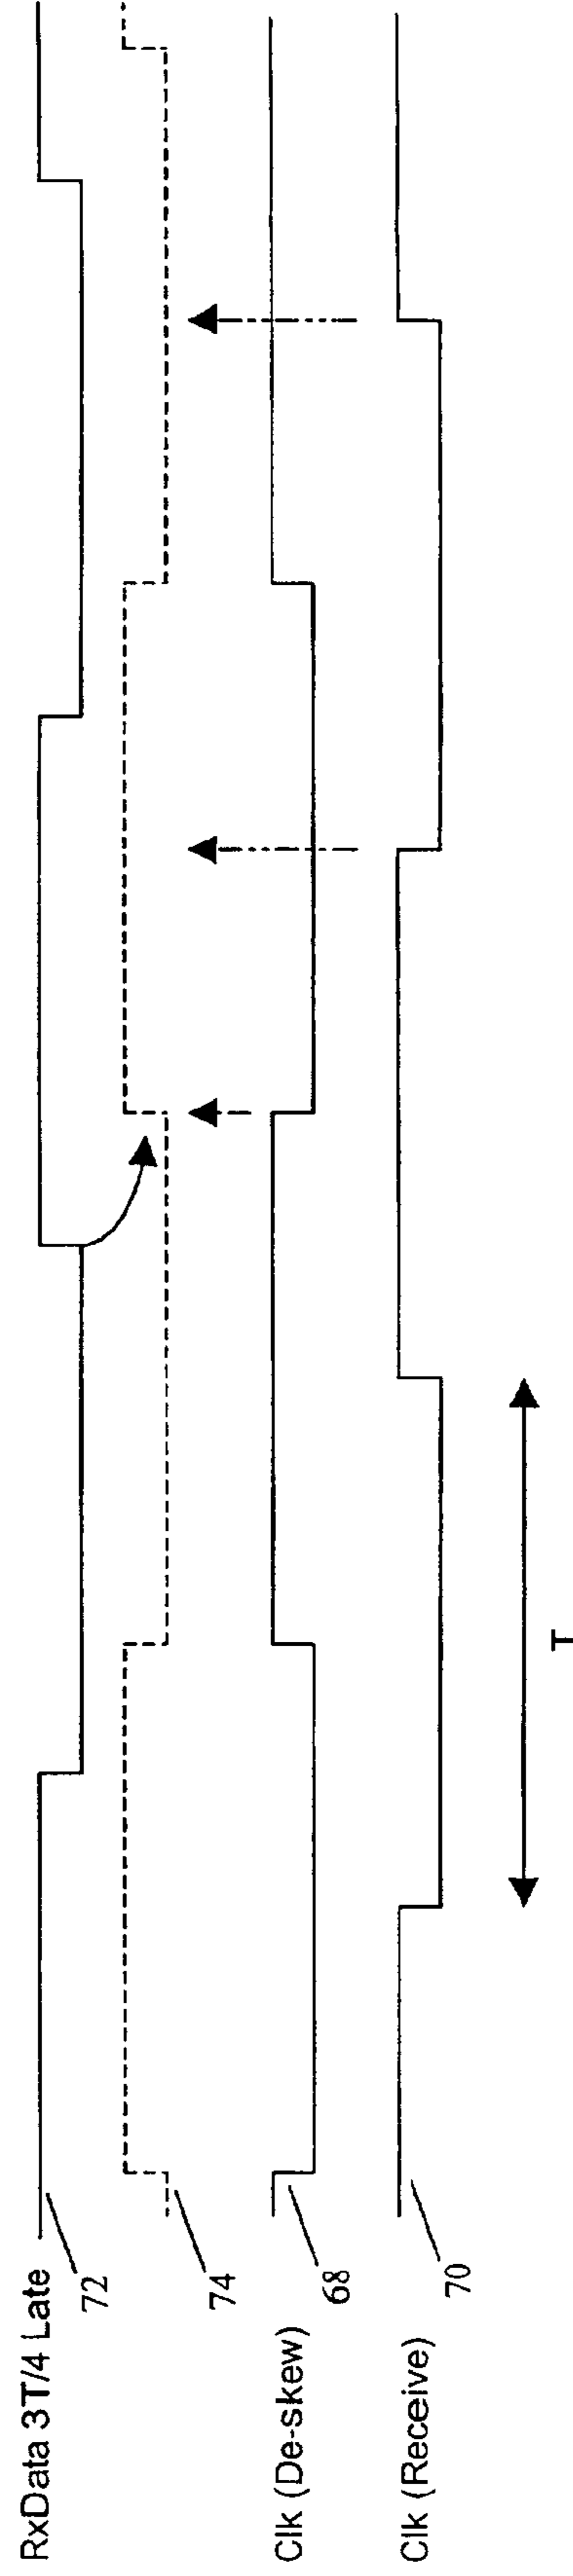 RxData 3T/4 Late
72
74
Clk (De-skew)
68
Clk (Receive)
70
T